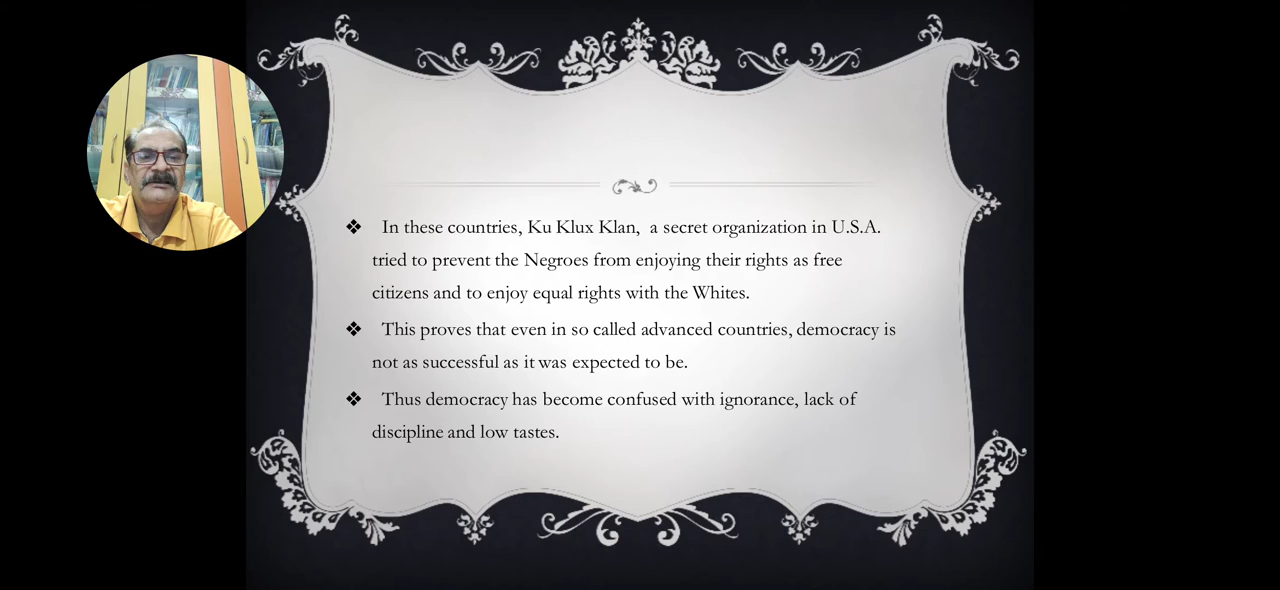 ❖ In these countries, Ku Klux Klan, a secret organization in U.S.A.
tried to prevent the Negroes from enjoying their rights as free
citizens and to enjoy equal rights with the Whites.
❖ This proves that even in so called advanced countries, democracy is
not as successful as it was expected to be.
❖ Thus democracy has become confused with ignorance, lack of
discipline and low tastes.